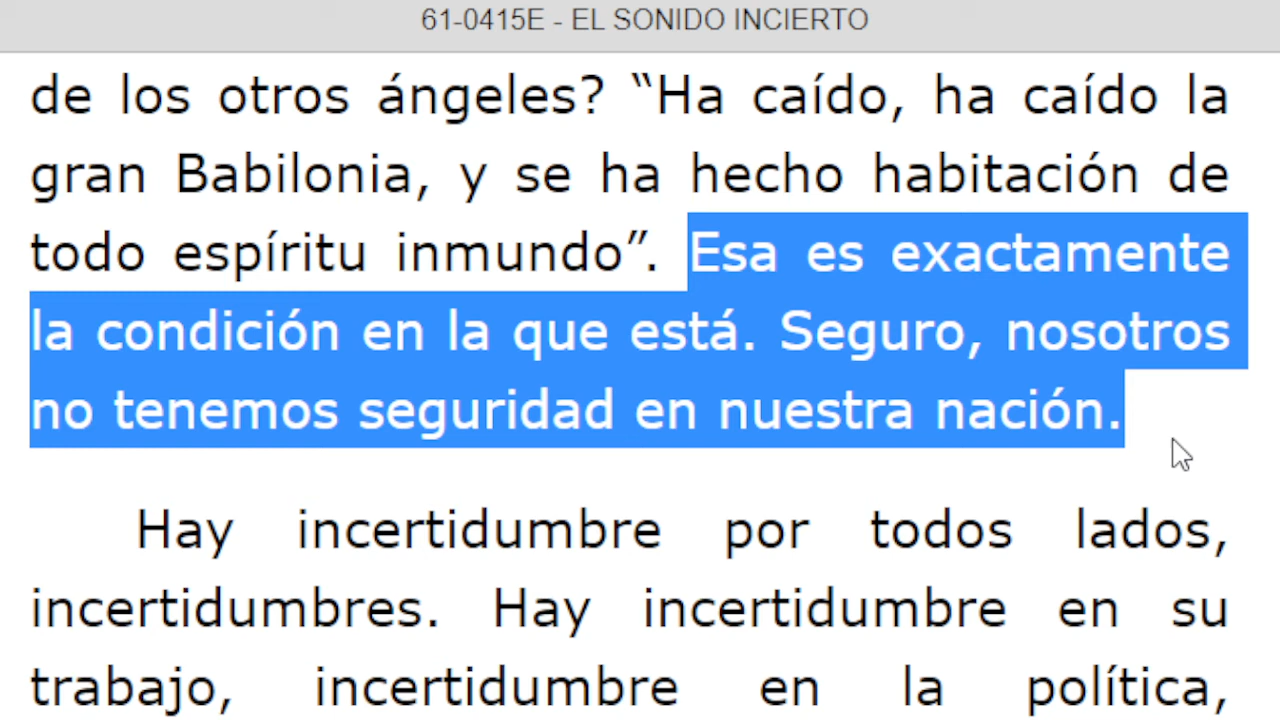 61-0415E - EL SONIDO INCIERTO
de los otros ángeles? “Ha caído, ha caído la
gran Babilonia, y se ha hecho habitación de
todo espíritu inmundo”. Esa es exactamente
la condición en la que está. Seguro, nosotros
no tenemos seguridad en nuestra nación.
Hay incertidumbre por todos lados,
incertidumbres. Hay incertidumbre en su
trabajo, incertidumbre en la política,